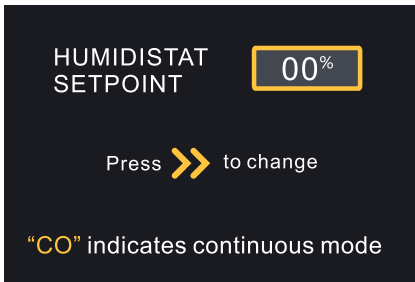 HUMIDISTAT
SETPOINT
00%
Press >> to change
“CO” indicates continuous mode